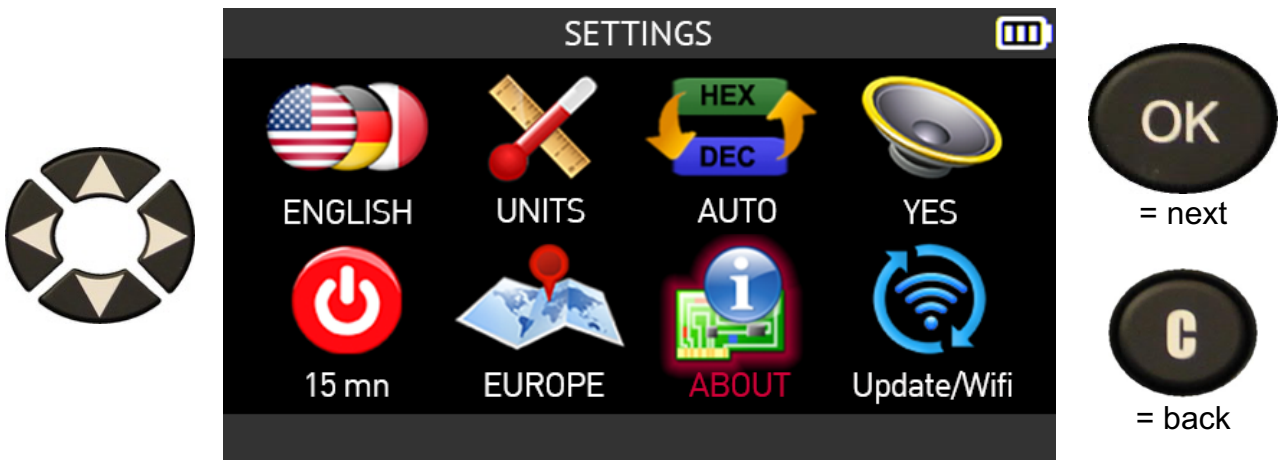 SETTINGS
HEX
DEC
ENGLISH UNITS AUTO YES
i
15 mn EUROPE ABOUT Update/Wifi
OK
= next
C
= back